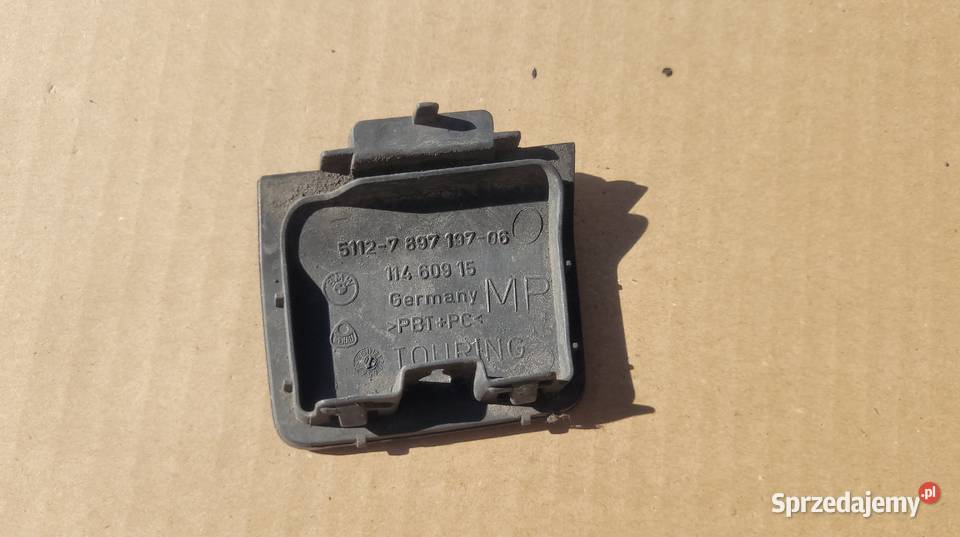 5112-7 897 197-06
114 609 15
Germany MP
>PBT+PC<
TOURING
Sprzedajemy.pl